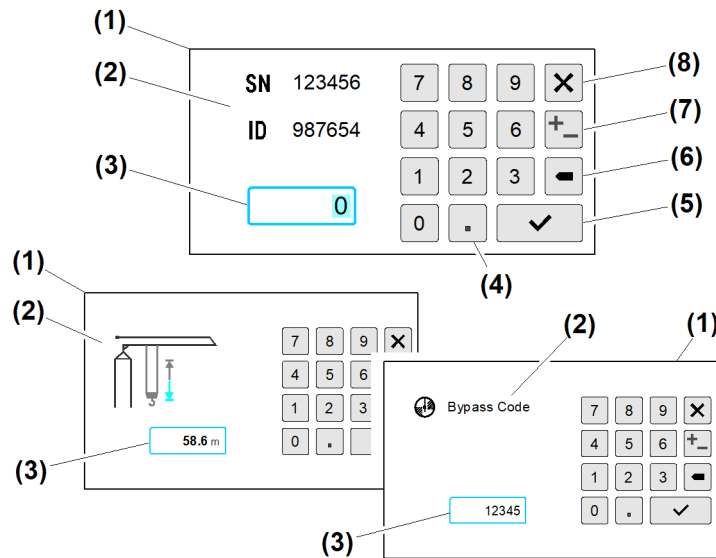 (1)
(2)
(3)
SN 123456
ID 987654
0
7 8 9
4 5 6 +_
1 2 3
0 .
(8)
(7)
(6)
(5)
(4)
(1)
(2)
(3)
58.6 m
7 8 9
4 5 6
1 2 3
0 .
(2)
(1)
Bypass Code
(3)
12345
7 8 9
4 5 6 +_
1 2 3
0 .